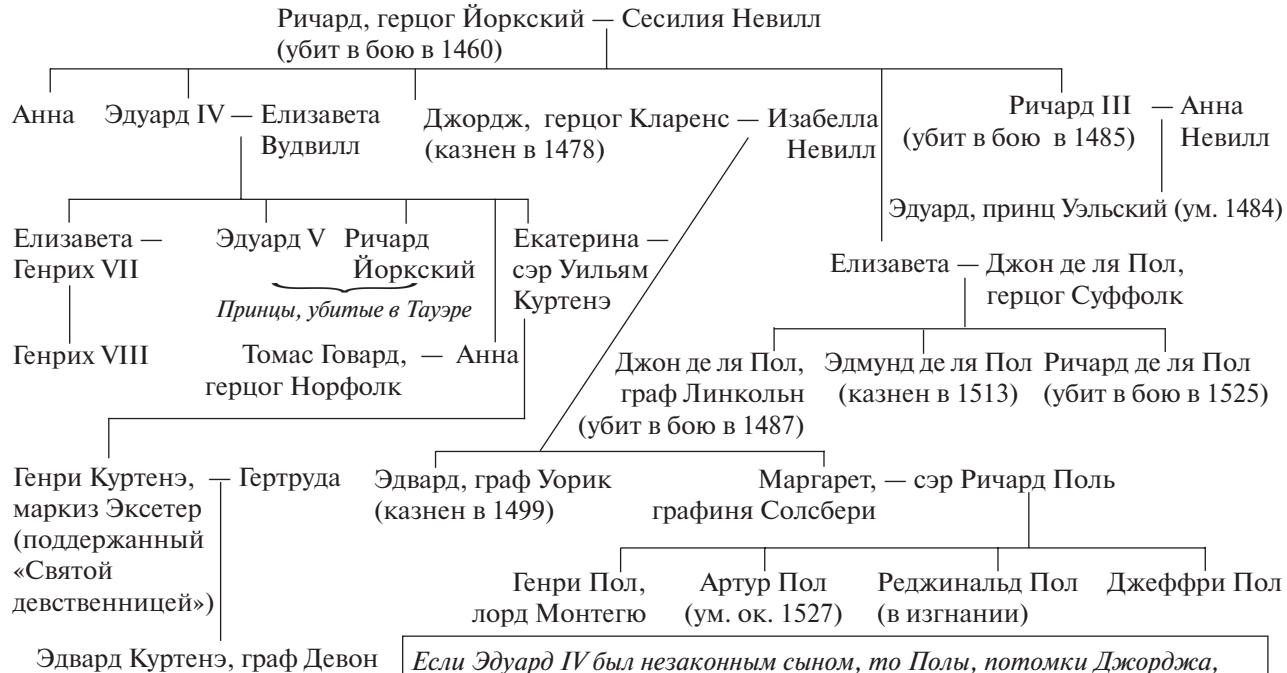 Ричард, герцог Йоркский — Сесилия Невилл
(убит в бою в 1460)
Анна
Эдуард IV — Елизавета
Вудвилл
Джордж, герцог Кларенс — Изабелла
(казнен в 1478)
Невилл
Ричард III — Анна
(убит в бою в 1485)
Невилл
Эдуард, принц Уэльский (ум. 1484)
Елизавета —
Генрих VII
Эдуард V
Ричард
Йоркский
Принцы, убитые в Тауэре
Екатерина —
сэр Уильям
Куртенэ
Елизавета — Джон де ля Пол,
герцог Суффолк
Генрих VIII
Томас Говард, — Анна
герцог Норфолк
Джон де ля Пол,
граф Линкольн
(убит в бою в 1487)
Эдмунд де ля Пол
(казнен в 1513)
Ричард де ля Пол
(убит в бою в 1525)
Генри Куртенэ, — Гертруда
маркиз Эксетер
(поддержанный
«Святой
девственницей»)
Эдвард, граф Уорик
(казнен в 1499)
Маргарет, — сэр Ричард Поль
графиня Солсбери
Генри Пол,
лорд Монтегю
Артур Пол
(ум. ок. 1527)
Реджинальд Пол
(в изгнании)
Джеффри Пол
Эдвард Куртенэ, граф Девон
Если Эдуард IV был незаконным сыном, то Полы, потомки Джорджа,